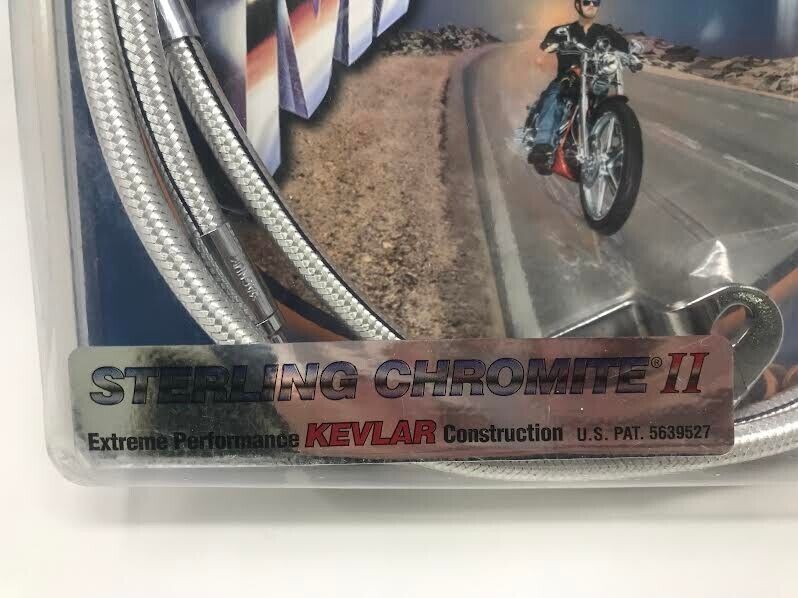 STERLING CHROMITE® II
Extreme Performance KEVLAR Construction U.S. PAT. 5639527